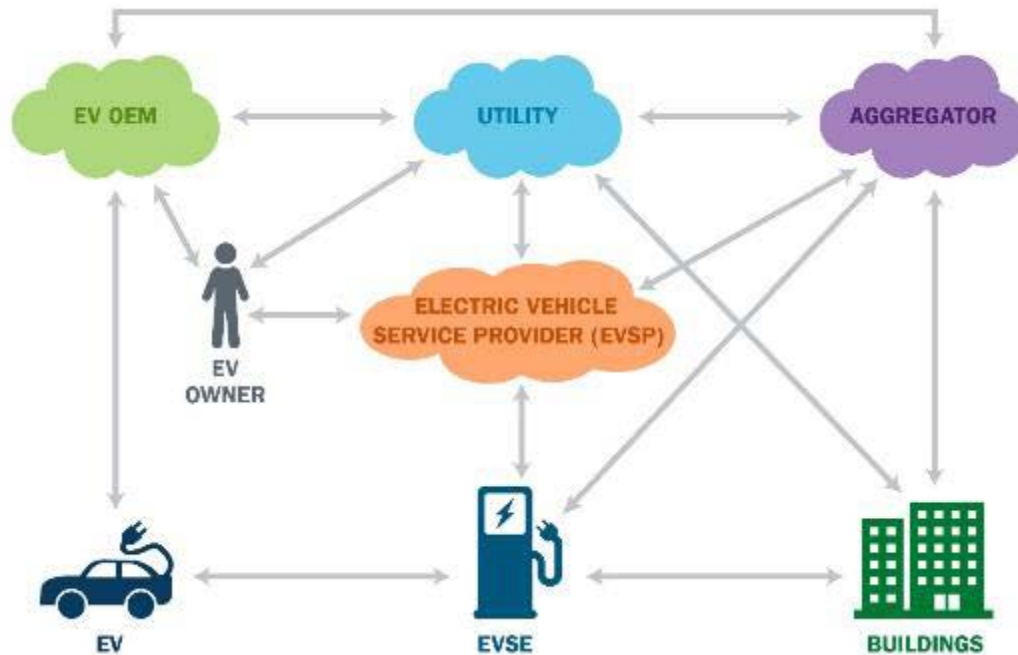 EV OEM
UTILITY
AGGREGATOR
ELECTRIC VEHICLE
SERVICE PROVIDER (EVSP)
EV
OWNER
EV
EVSE
BUILDINGS